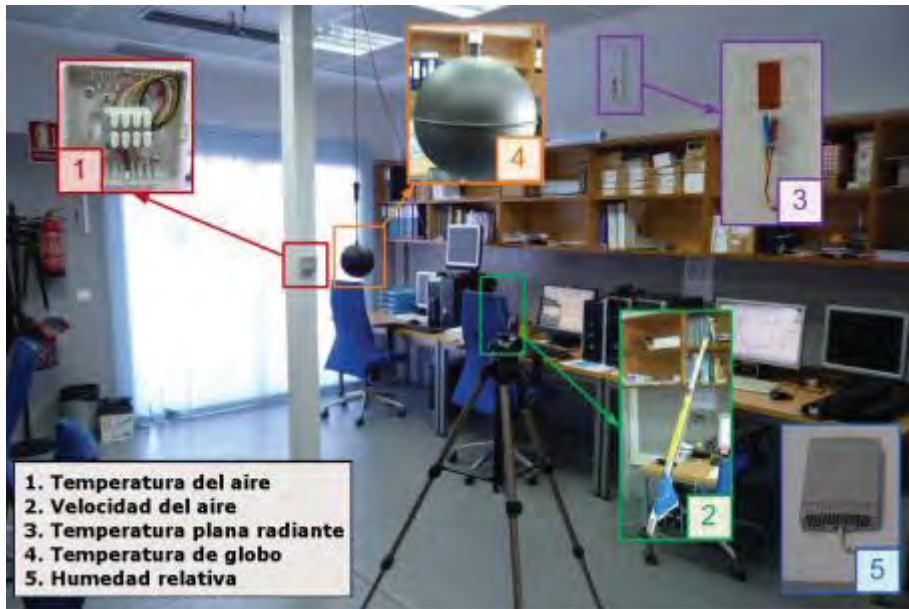 1
4
3
2
5
1. Temperatura del aire
2. Velocidad del aire
3. Temperatura plana radiante
4. Temperatura de globo
5. Humedad relativa